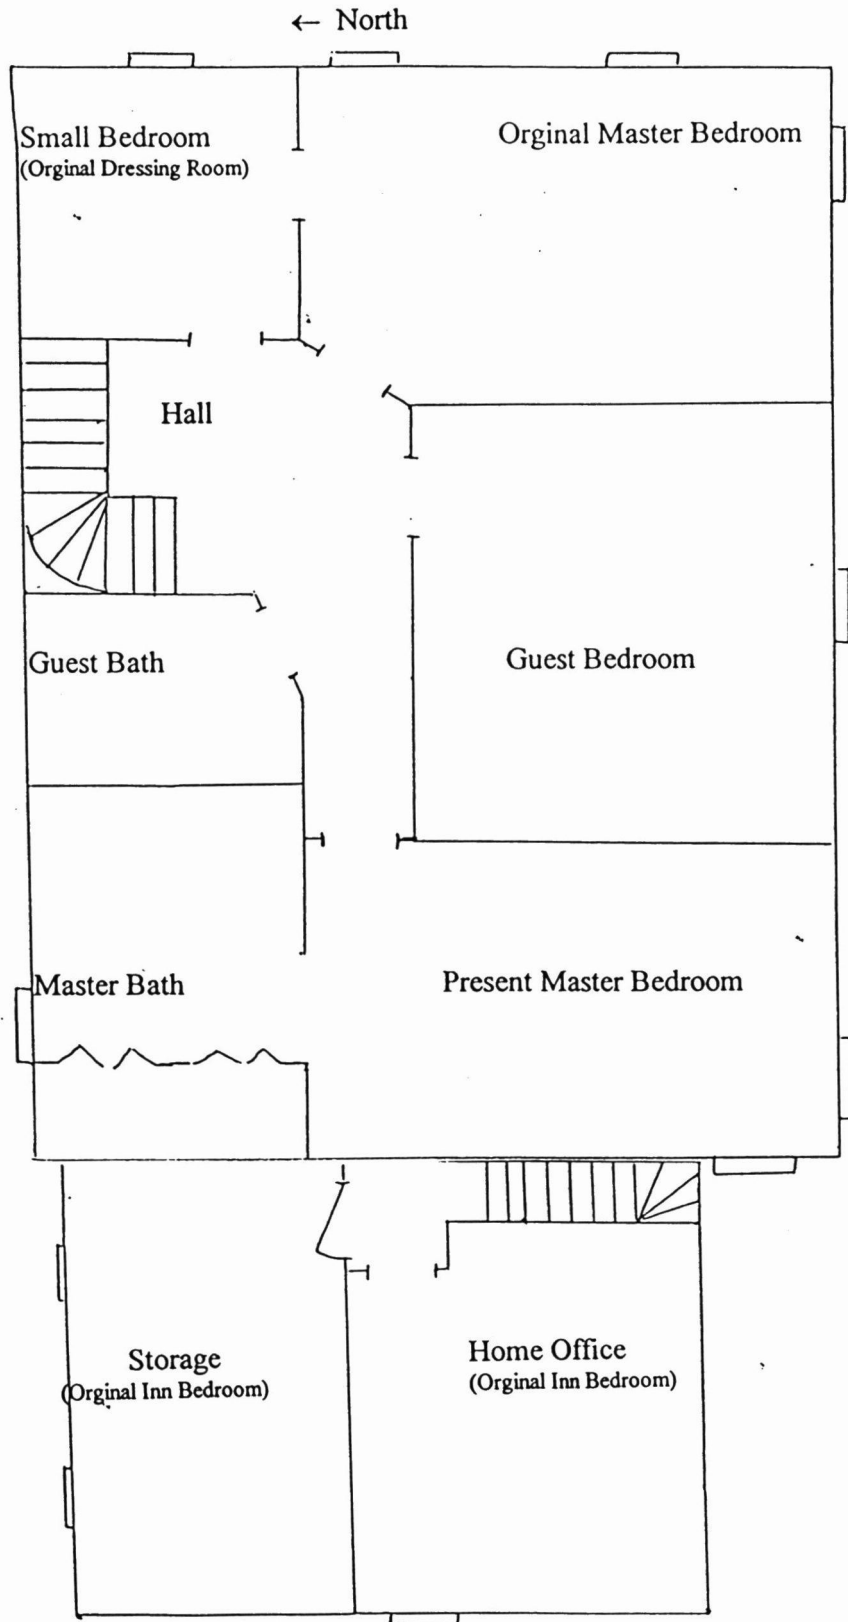 ← North
Small Bedroom
(Orginal Dressing Room)
Orginal Master Bedroom
Hall
Guest Bath
Guest Bedroom
Master Bath
Present Master Bedroom
Storage
(Orginal Inn Bedroom)
Home Office
(Orginal Inn Bedroom)